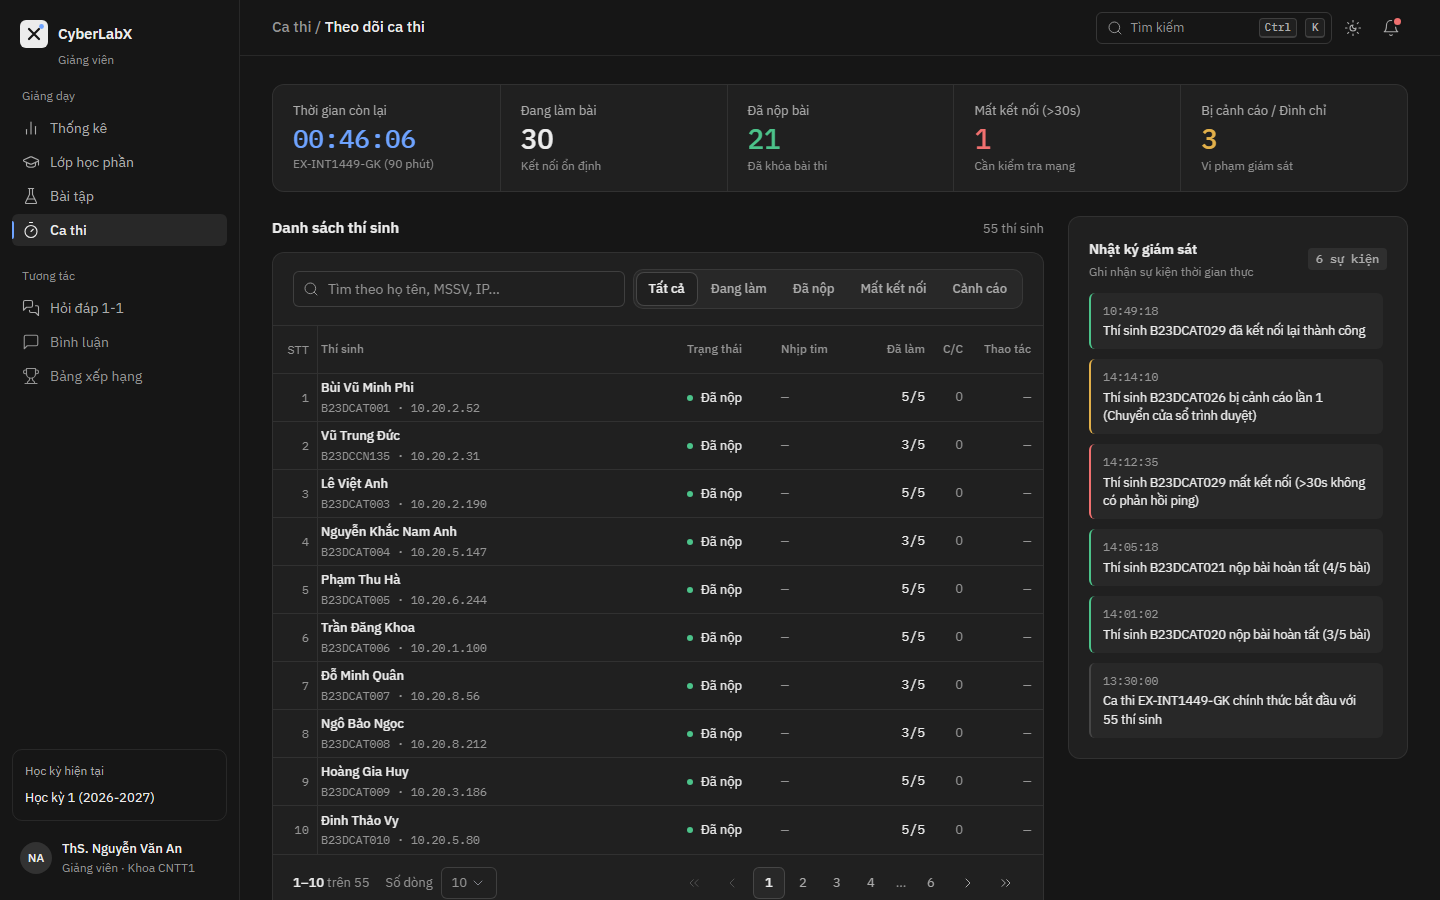 CyberLabX
Giảng viên
Giảng dạy
Thống kê
Lớp học phần
Bài tập
Ca thi
Tương tác
Hỏi đáp 1-1
Bình luận
Bảng xếp hạng
Học kỳ hiện tại
Học kỳ 1 (2026-2027)
NA
ThS. Nguyễn Văn An
Giảng viên · Khoa CNTT1
Ca thi / Theo dõi ca thi
Tìm kiếm Ctrl K
Thời gian còn lại
00:46:06
EX-INT1449-GK (90 phút)
Đang làm bài
30
Kết nối ổn định
Đã nộp bài
21
Đã khóa bài thi
Mất kết nối (>30s)
1
Cần kiểm tra mạng
Bị cảnh cáo / Đình chỉ
3
Vi phạm giám sát
Danh sách thí sinh 55 thí sinh
Tìm theo họ tên, MSSV, IP... Tất cả Đang làm Đã nộp Mất kết nối Cảnh cáo
STT Thí sinh Trạng thái Nhịp tim Đã làm C/C Thao tác
1 Bùi Vũ Minh Phi Đã nộp – 5/5 0 –
B23DCAT001 · 10.20.2.52
2 Vũ Trung Đức Đã nộp – 3/5 0 –
B23DCCN135 · 10.20.2.31
3 Lê Việt Anh Đã nộp – 5/5 0 –
B23DCAT003 · 10.20.2.190
4 Nguyễn Khắc Nam Anh Đã nộp – 3/5 0 –
B23DCAT004 · 10.20.5.147
5 Phạm Thu Hà Đã nộp – 5/5 0 –
B23DCAT005 · 10.20.6.244
6 Trần Đăng Khoa Đã nộp – 5/5 0 –
B23DCAT006 · 10.20.1.100
7 Đỗ Minh Quân Đã nộp – 3/5 0 –
B23DCAT007 · 10.20.8.56
8 Ngô Bảo Ngọc Đã nộp – 3/5 0 –
B23DCAT008 · 10.20.8.212
9 Hoàng Gia Huy Đã nộp – 5/5 0 –
B23DCAT009 · 10.20.3.186
10 Đinh Thảo Vy Đã nộp – 5/5 0 –
B23DCAT010 · 10.20.5.80
1–10 trên 55 Số dòng 10 1 2 3 4 ... 6
Nhật ký giám sát
Ghi nhận sự kiện thời gian thực
6 sự kiện
10:49:18
Thí sinh B23DCAT029 đã kết nối lại thành công
14:14:10
Thí sinh B23DCAT026 bị cảnh cáo lần 1
(Chuyển cửa sổ trình duyệt)
14:12:35
Thí sinh B23DCAT029 mất kết nối (>30s không
có phản hồi ping)
14:05:18
Thí sinh B23DCAT021 nộp bài hoàn tất (4/5 bài)
14:01:02
Thí sinh B23DCAT020 nộp bài hoàn tất (3/5 bài)
13:30:00
Ca thi EX-INT1449-GK chính thức bắt đầu với
55 thí sinh